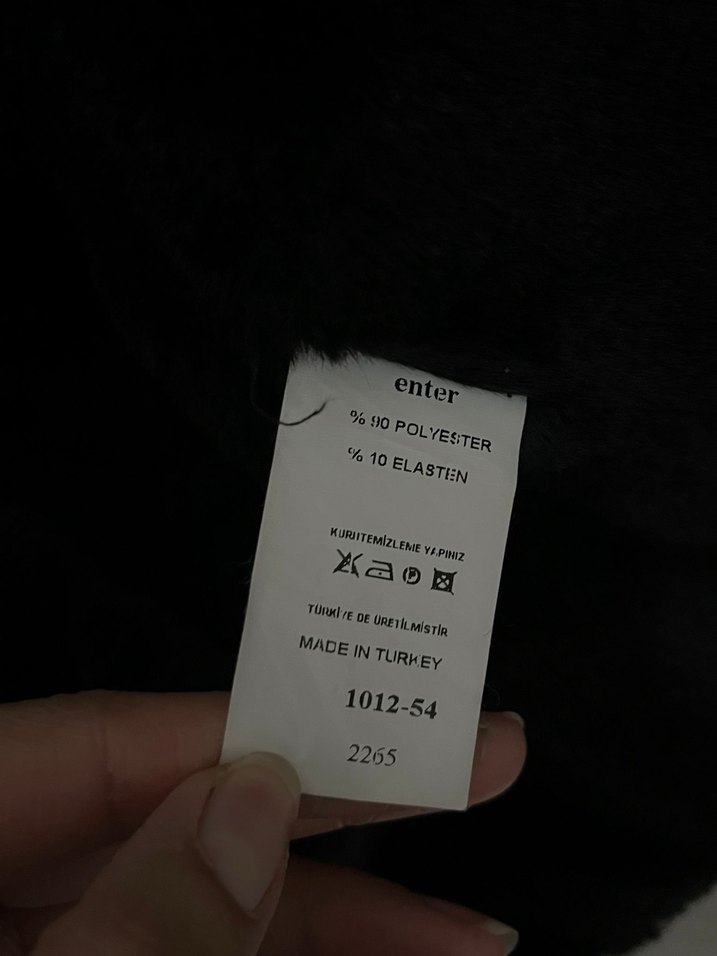 enter
% 90 POLYESTER
% 10 ELASTEN
KURUTEMİZLEME YAPINIZ
P
TÜRKİYE DE ÜRETİLMİSTİR
MADE IN TURKEY
1012-54
2265